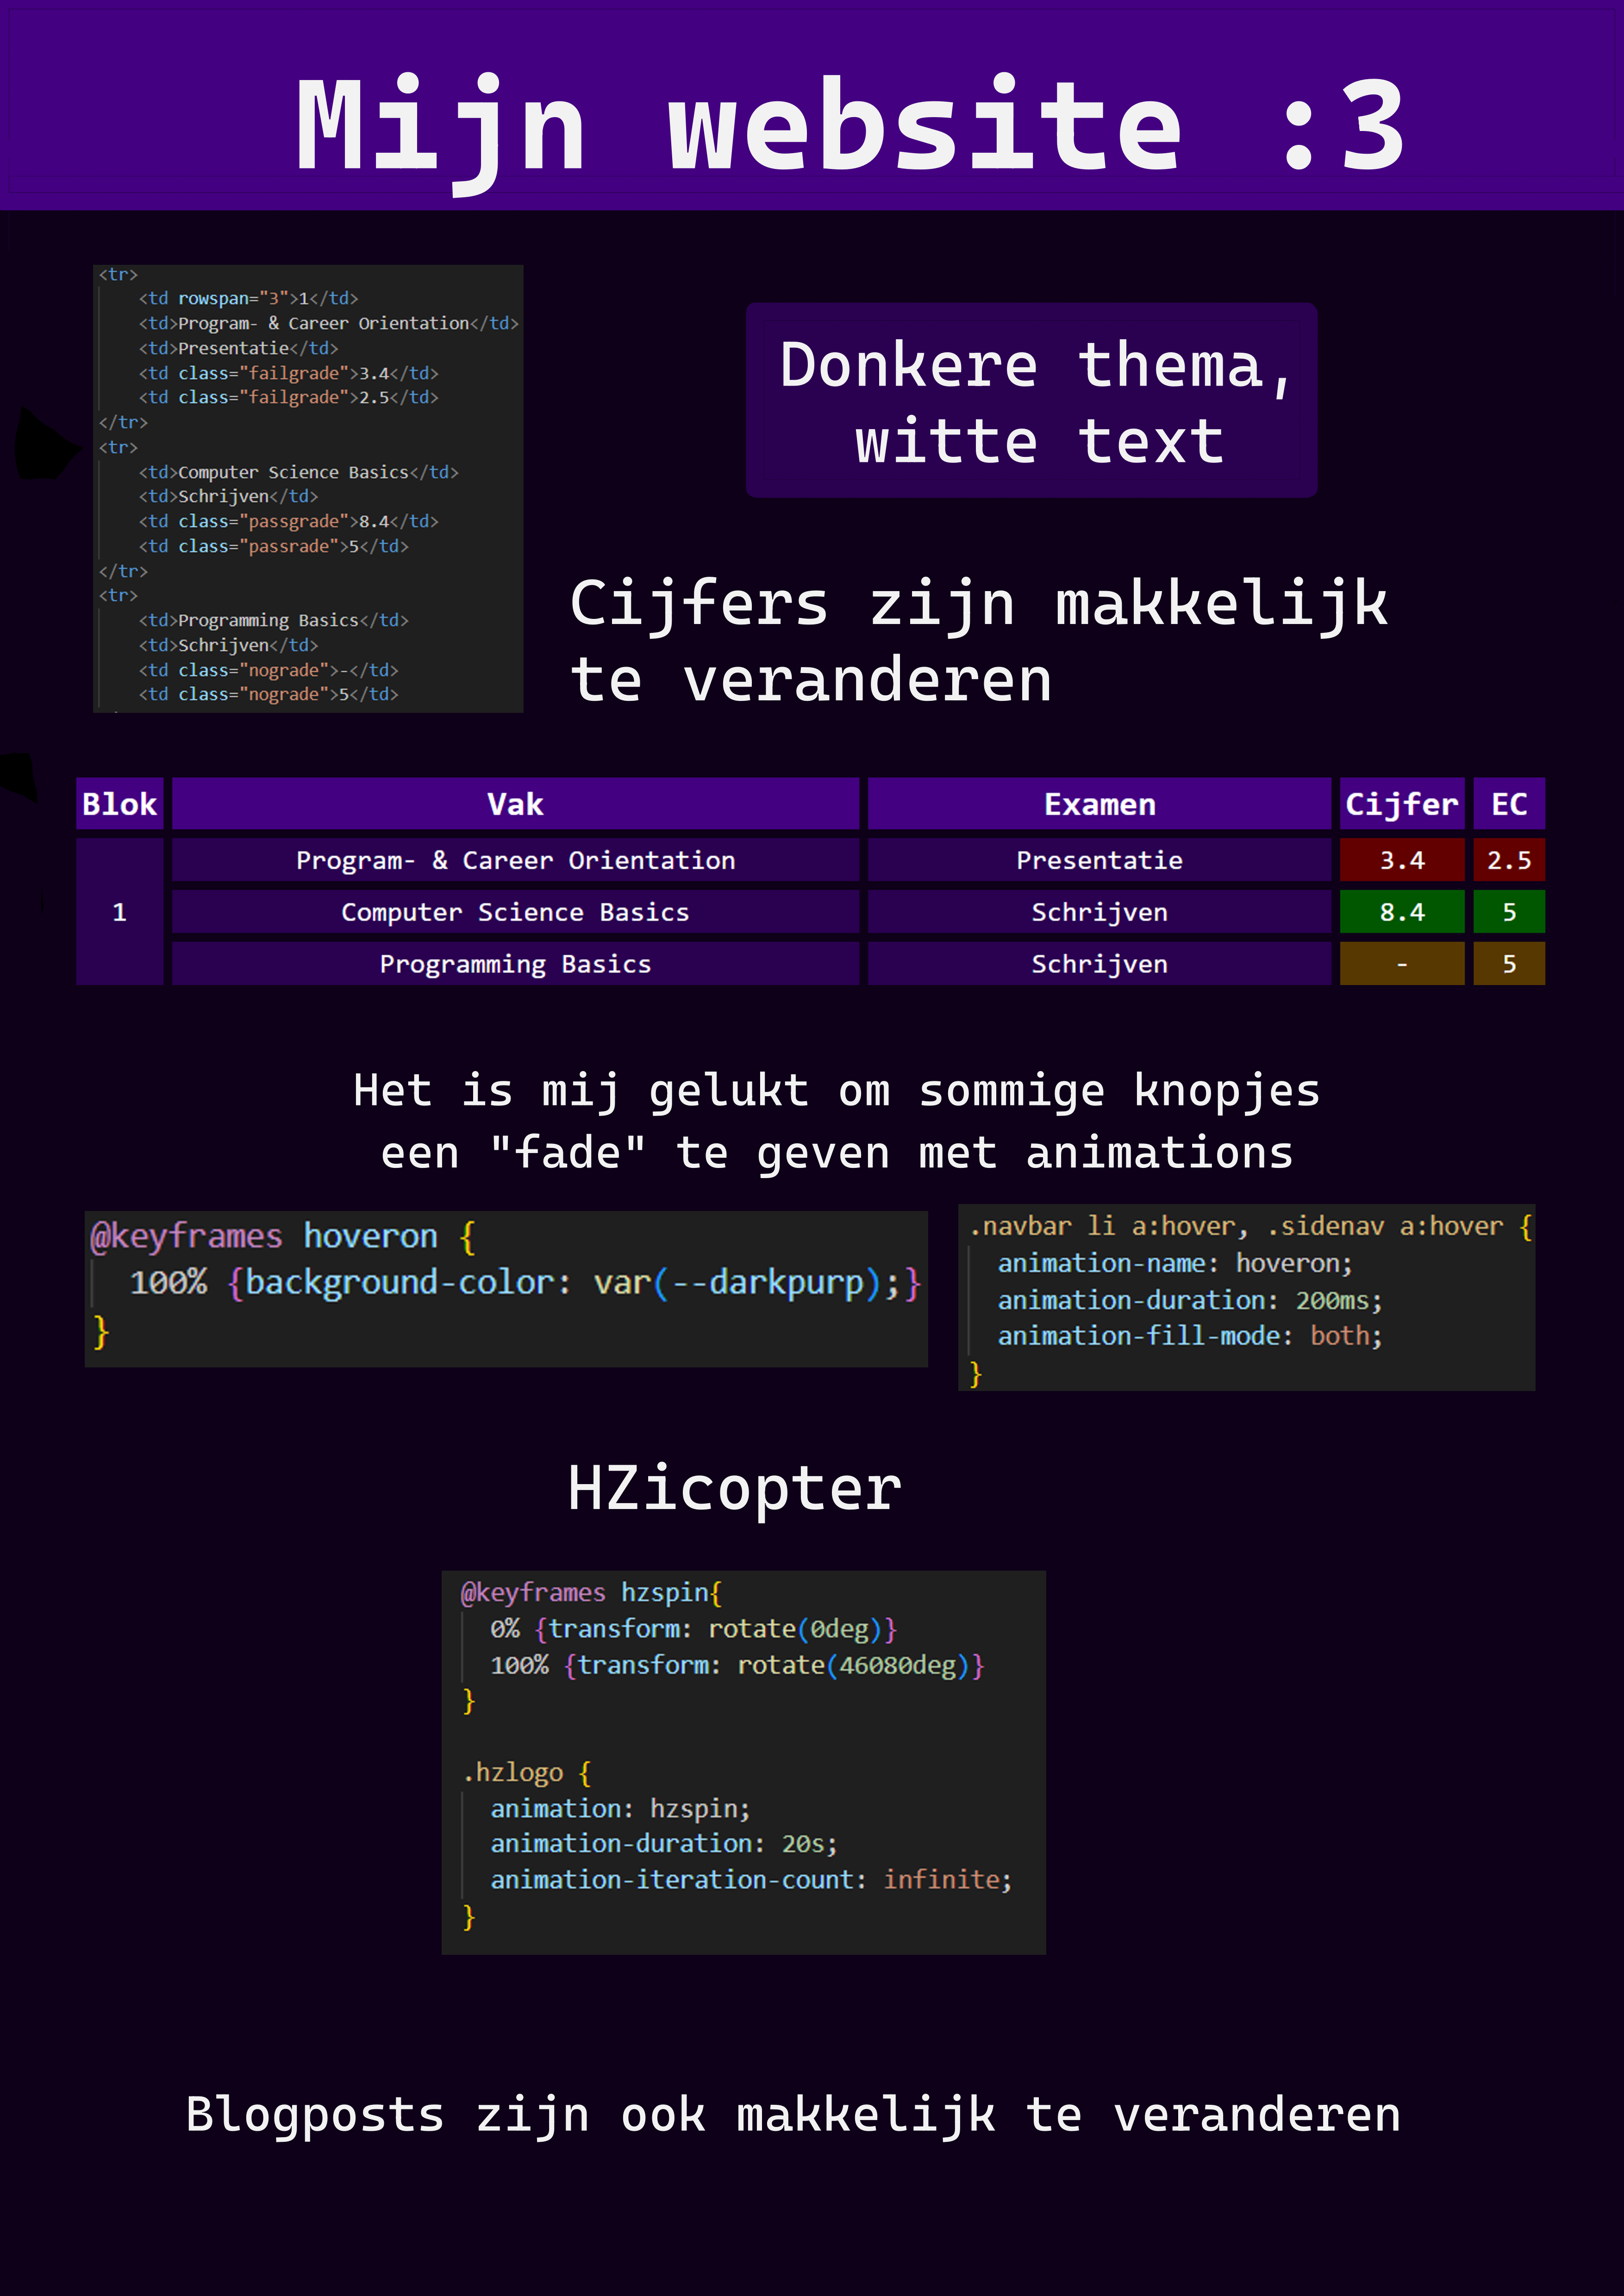 Mijn website :3
<tr>
<td rowspan="3">1</td>
<td>Program- & Career Orientation</td>
<td>Presentatie</td>
<td class="failgrade">3.4</td>
<td class="failgrade">2.5</td>
</tr>
<tr>
<td>Computer Science Basics</td>
<td>Schrijven</td>
<td class="passgrade">8.4</td>
<td class="passrade">5</td>
</tr>
<tr>
<td>Programming Basics</td>
<td>Schrijven</td>
<td class="nograde">-</td>
<td class="nograde">5</td>
Donkere thema,
witte text
Cijfers zijn makkelijk
te veranderen
Blok Vak Examen Cijfer EC
Program- & Career Orientation Presentatie 3.4 2.5
1 Computer Science Basics Schrijven 8.4 5
Programming Basics Schrijven - 5
Het is mij gelukt om sommige knopjes
een "fade" te geven met animations
@keyframes hoveron {
100% {background-color: var(--darkpurp);}
}
.navbar li a:hover, .sidenav a:hover {
animation-name: hoveron;
animation-duration: 200ms;
animation-fill-mode: both;
}
HZicopter
@keyframes hzspin{
0% {transform: rotate(0deg)}
100% {transform: rotate(46080deg)}
}
.hzlogo {
animation: hzspin;
animation-duration: 20s;
animation-iteration-count: infinite;
}
Blogposts zijn ook makkelijk te veranderen